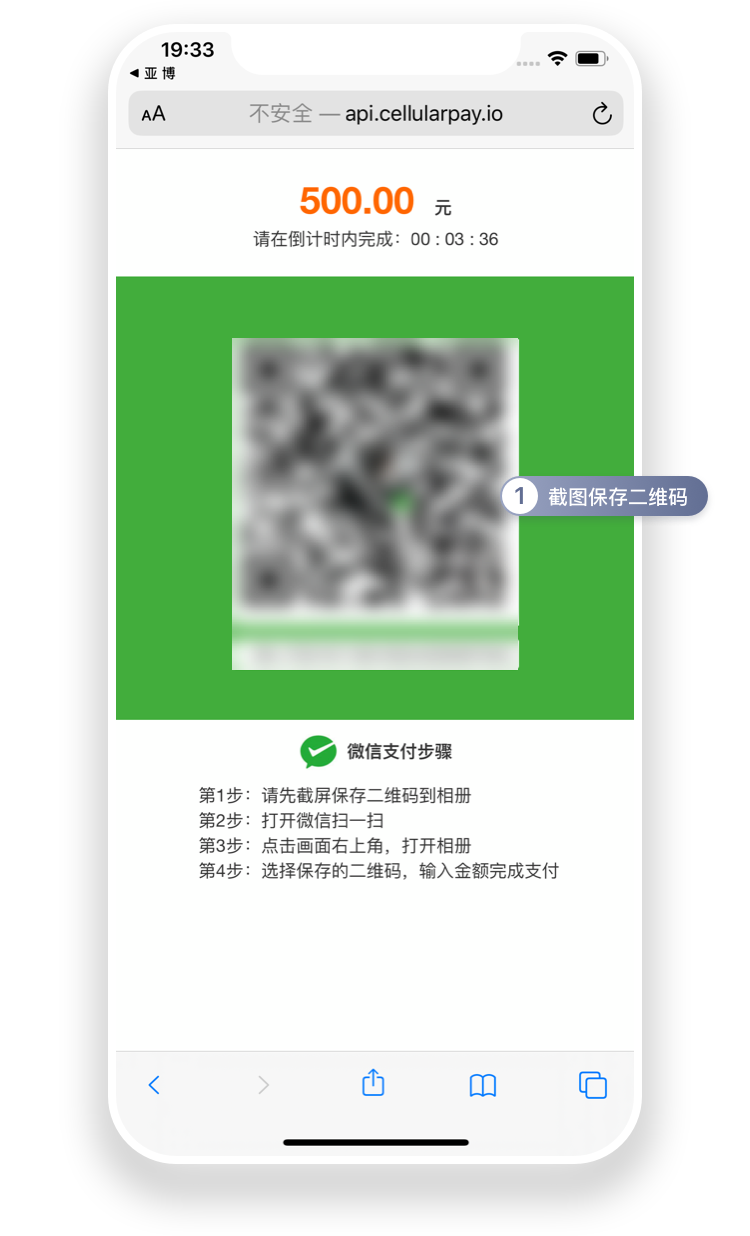 19:33
◀ 亚 博
AA 不安全 — api.cellularpay.io
500.00 元
请在倒计时内完成：00 : 03 : 36
1 截图保存二维码
微信支付步骤
第1步：请先截屏保存二维码到相册
第2步：打开微信扫一扫
第3步：点击画面右上角，打开相册
第4步：选择保存的二维码，输入金额完成支付